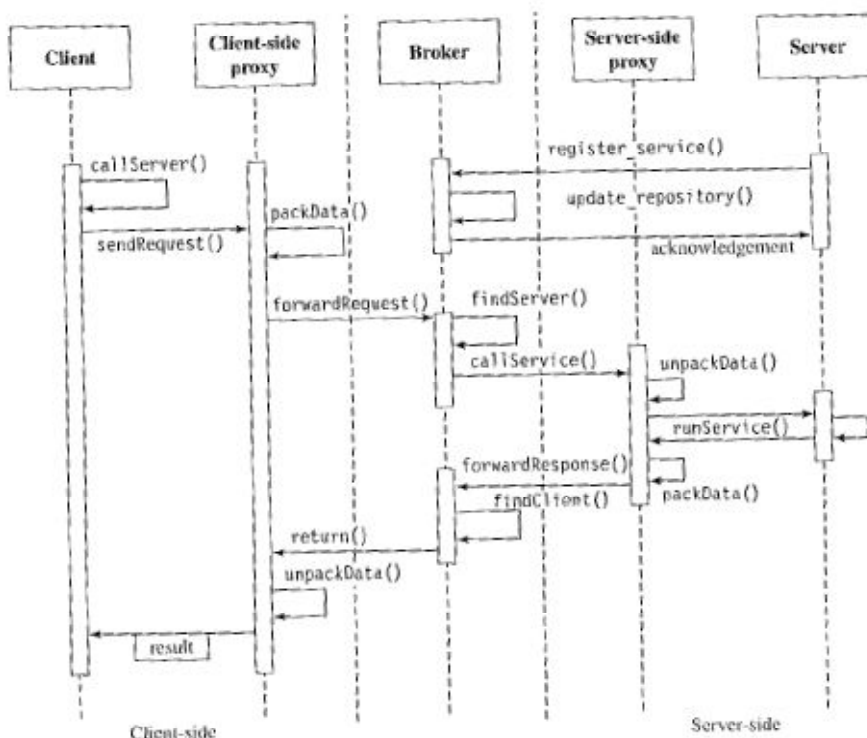 Client
Client-side
proxy
Broker
Server-side
proxy
Server
callServer()
register_service()
packData()
update_repository()
sendRequest()
acknowledgement
forwardRequest()
findServer()
callService()
unpackData()
runService()
forwardResponse()
findClient()
packData()
return()
unpackData()
result
Client-side
Server-side